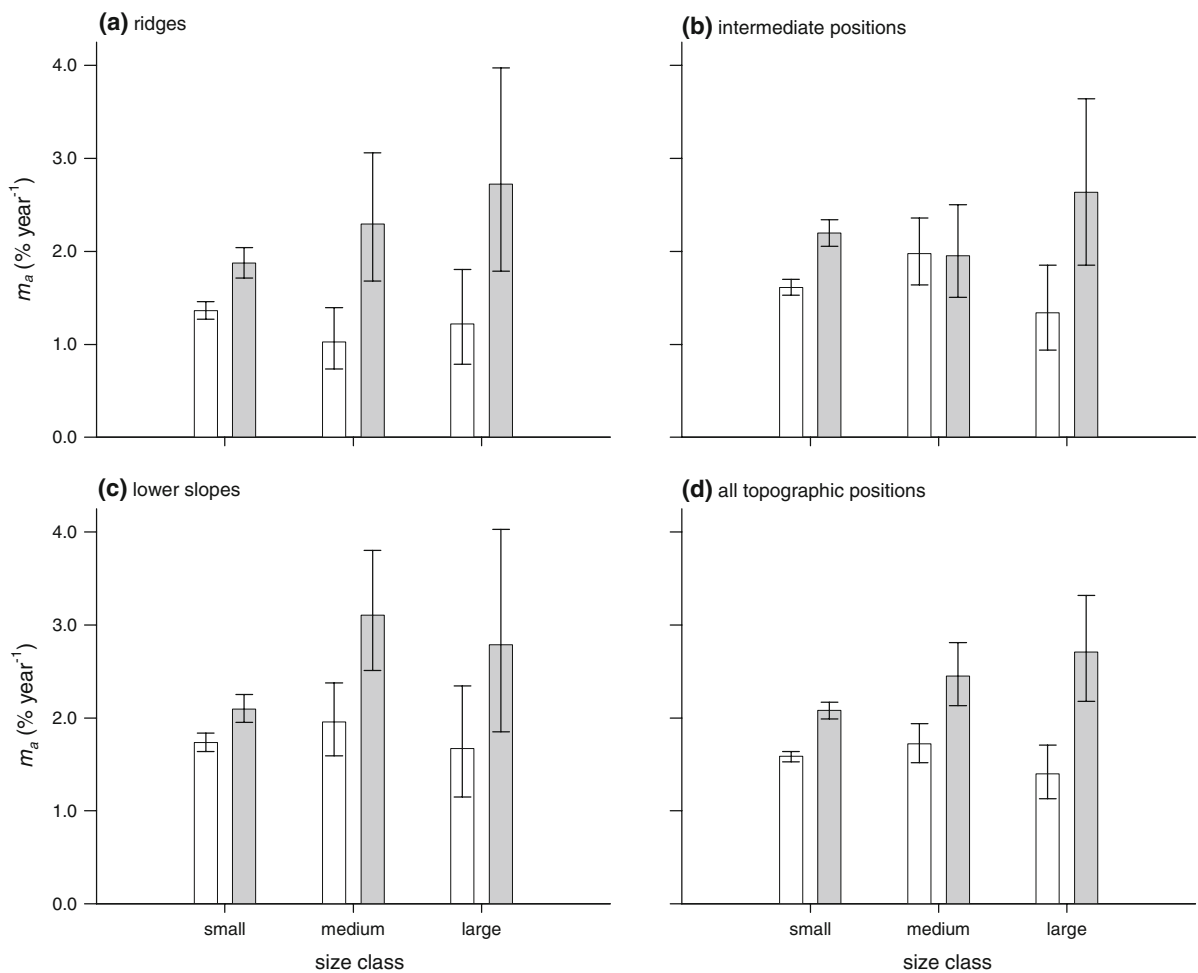 (a) ridges
(b) intermediate positions
4.0
3.0
2.0
1.0
0.0
mₐ (% year⁻¹)
(c) lower slopes
(d) all topographic positions
4.0
3.0
2.0
1.0
0.0
mₐ (% year⁻¹)
small medium large
small medium large
size class
size class